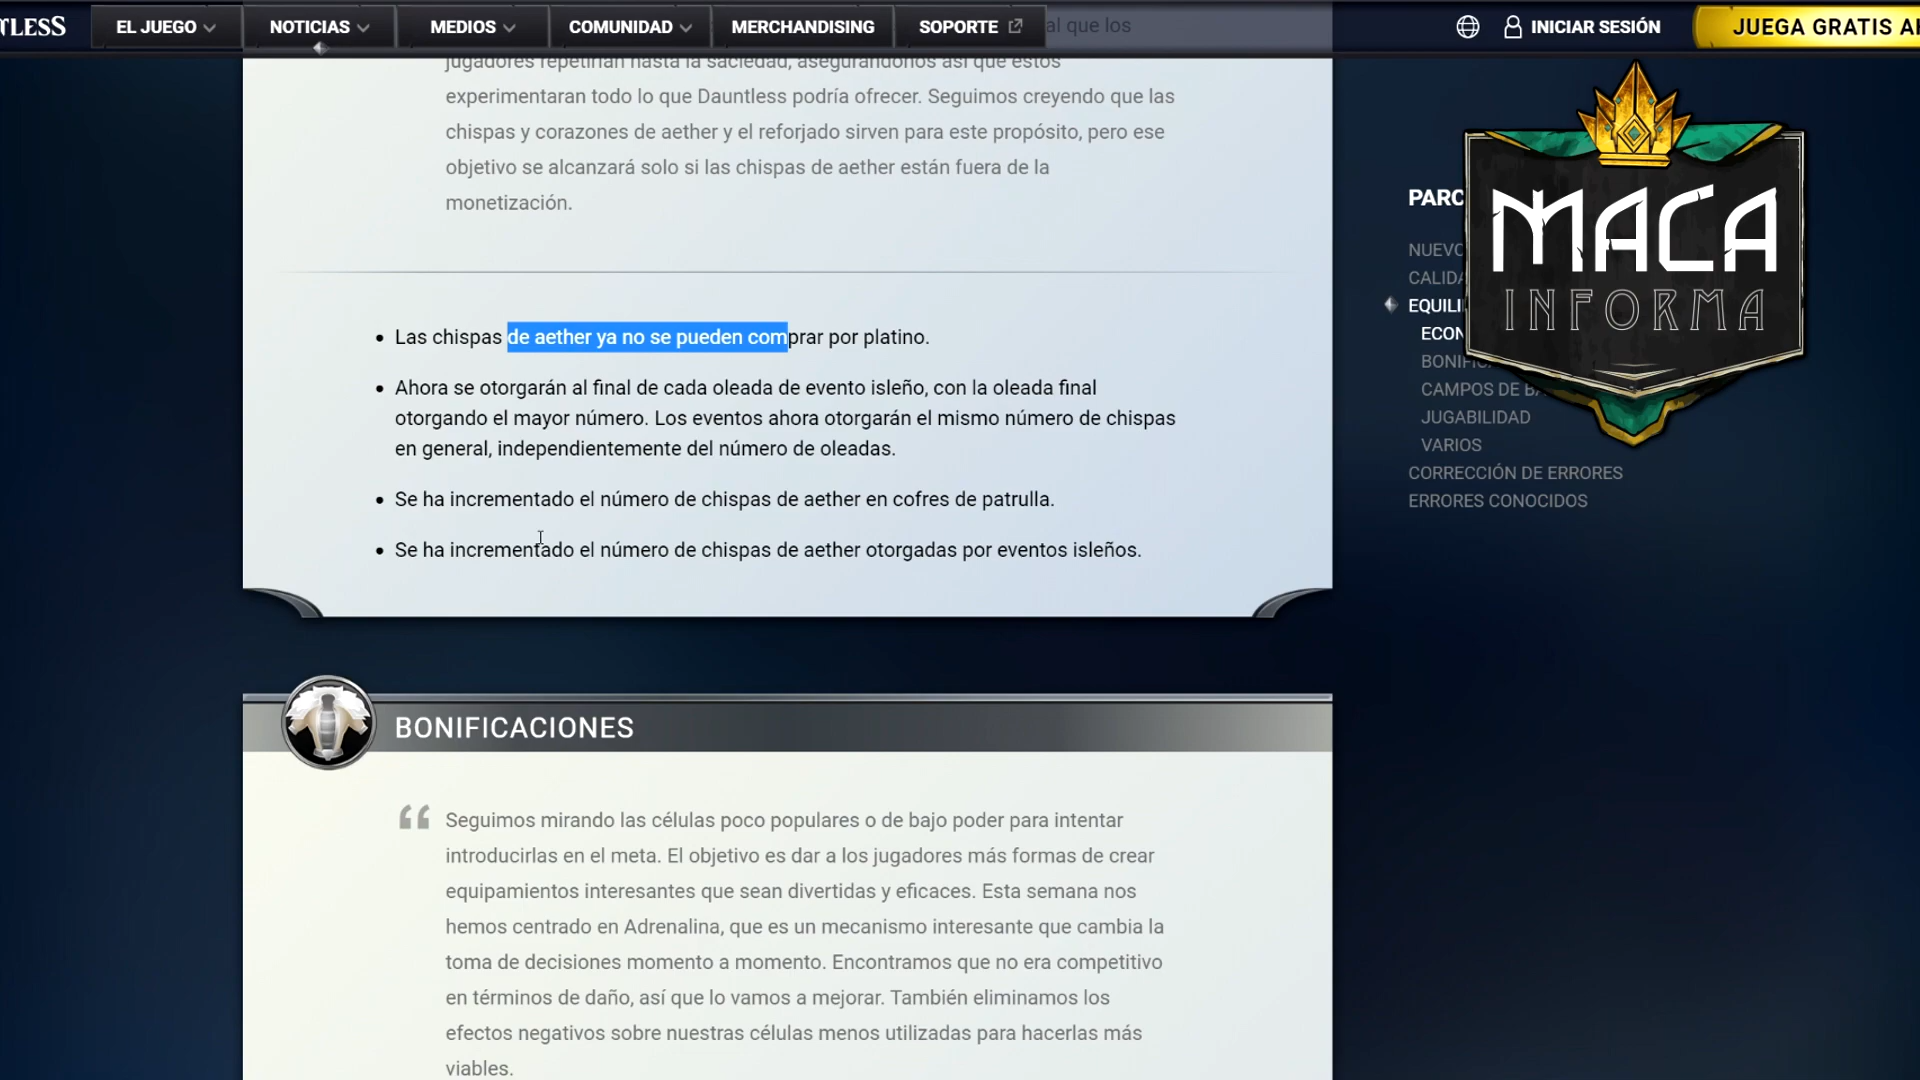 TLESS
EL JUEGO
NOTICIAS
MEDIOS
COMUNIDAD
MERCHANDISING
SOPORTE
al que los
INICIAR SESIÓN
JUEGA GRATIS
jugadores repetirían hasta la saciedad, asegurándonos así que estos
experimentaran todo lo que Dauntless podría ofrecer. Seguimos creyendo que las
chispas y corazones de aether y el reforjado sirven para este propósito, pero ese
objetivo se alcanzará solo si las chispas de aether están fuera de la
monetización.
• Las chispas de aether ya no se pueden comprar por platino.
• Ahora se otorgarán al final de cada oleada de evento isleño, con la oleada final
otorgando el mayor número. Los eventos ahora otorgarán el mismo número de chispas
en general, independientemente del número de oleadas.
• Se ha incrementado el número de chispas de aether en cofres de patrulla.
• Se ha incrementado el número de chispas de aether otorgadas por eventos isleños.
BONIFICACIONES
Seguimos mirando las células poco populares o de bajo poder para intentar
introducirlas en el meta. El objetivo es dar a los jugadores más formas de crear
equipamientos interesantes que sean divertidas y eficaces. Esta semana nos
hemos centrado en Adrenalina, que es un mecanismo interesante que cambia la
toma de decisiones momento a momento. Encontramos que no era competitivo
en términos de daño, así que lo vamos a mejorar. También eliminamos los
efectos negativos sobre nuestras células menos utilizadas para hacerlas más
viables.
PARC
NUEVO
CALIDA
EQUILI
ECON
BONIFIC
CAMPOS DE BA
JUGABILIDAD
VARIOS
CORRECCIÓN DE ERRORES
ERRORES CONOCIDOS
MACA
INFORMA